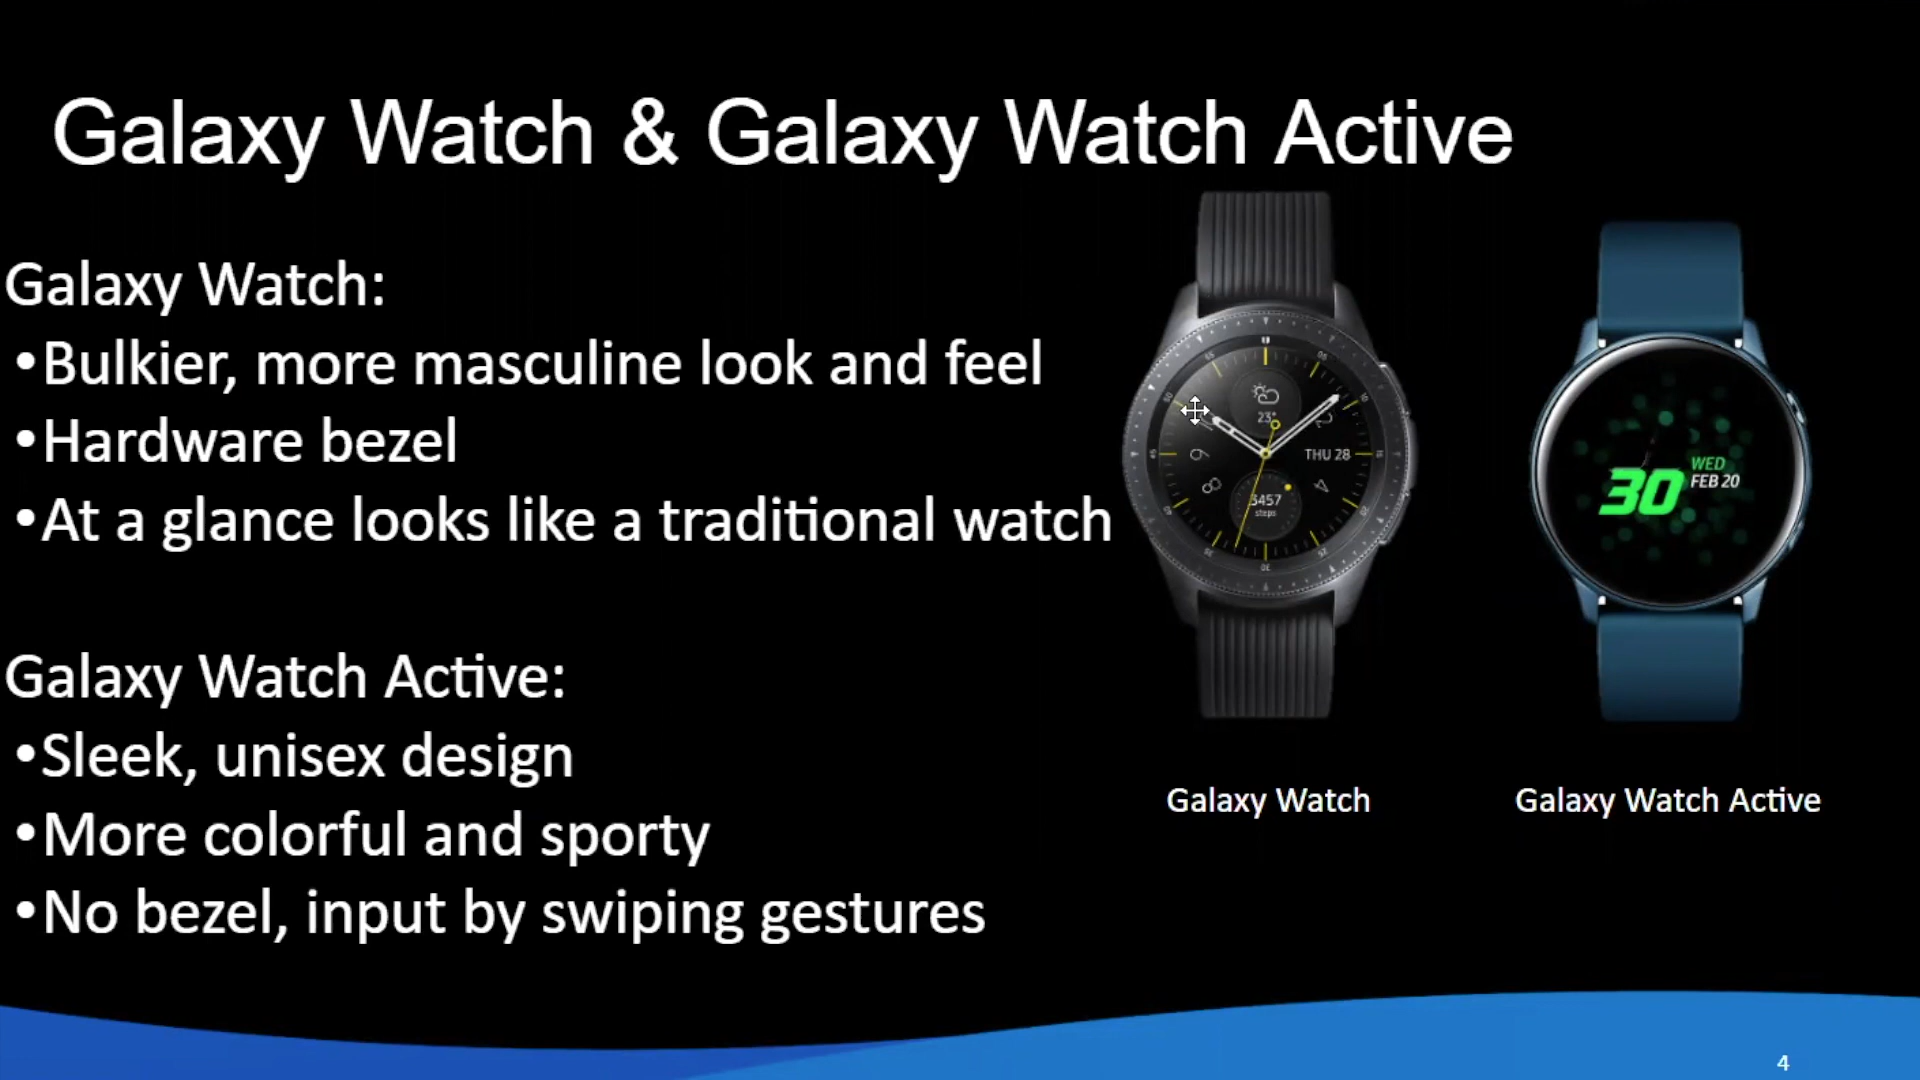 Galaxy Watch & Galaxy Watch Active
Galaxy Watch:
•Bulkier, more masculine look and feel
•Hardware bezel
•At a glance looks like a traditional watch
Galaxy Watch Active:
•Sleek, unisex design
•More colorful and sporty
•No bezel, input by swiping gestures
23°
THU 28
3457
steps
30
WED
FEB 20
Galaxy Watch
Galaxy Watch Active
4